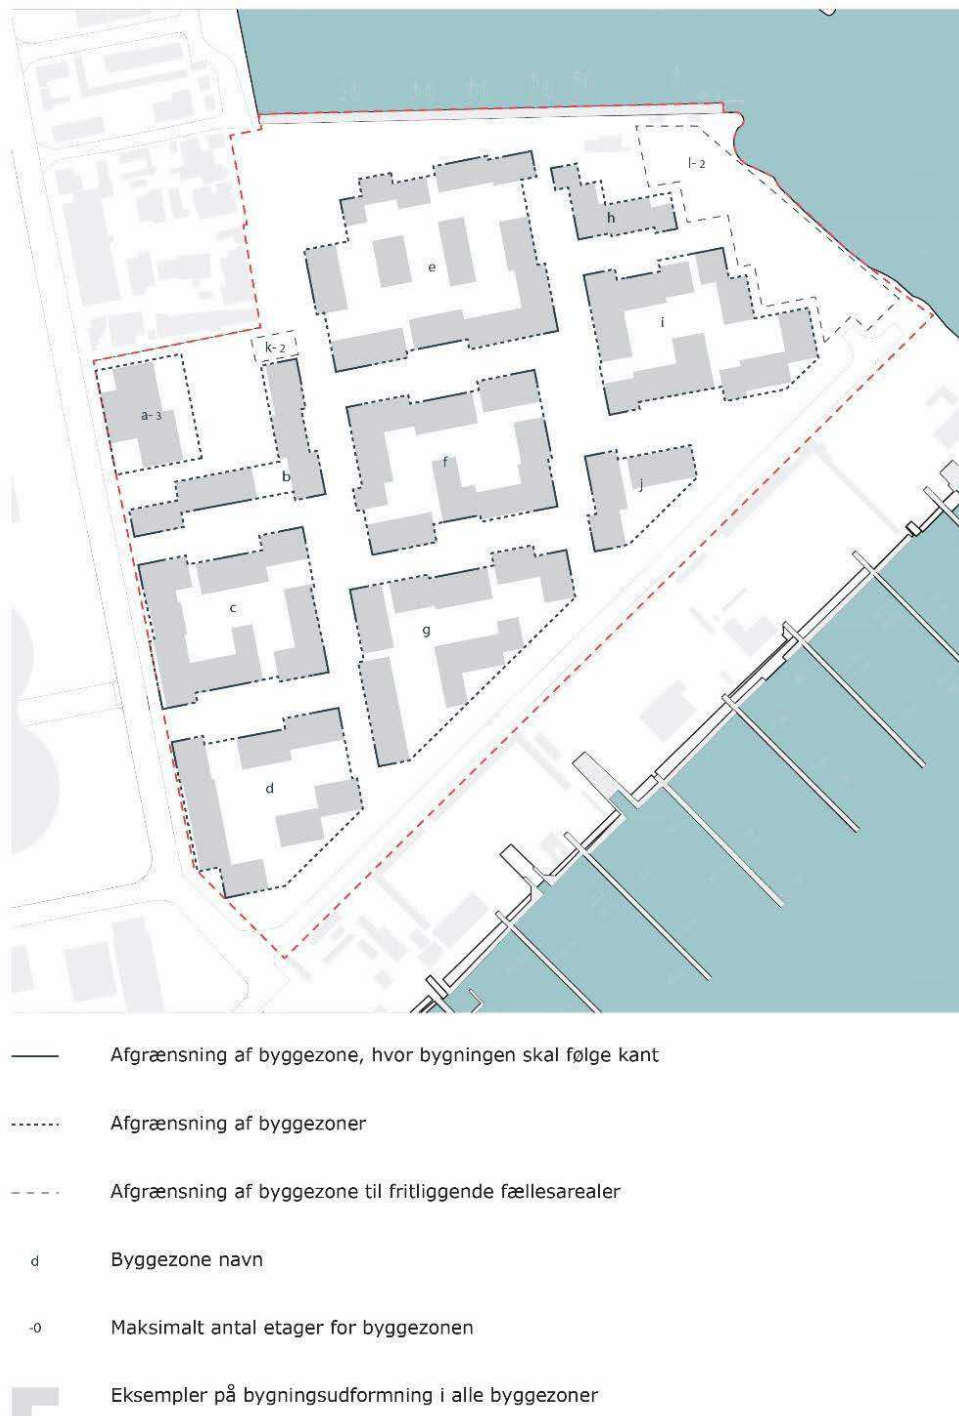 l-2
h
e
i
k-2
a-3
f
b
j
c
g
d
Afgrænsning af byggezone, hvor bygningen skal følge kant
Afgrænsning af byggezoner
Afgrænsning af byggezone til fritliggende fællesarealer
d Byggezone navn
-0 Maksimalt antal etager for byggezonen
Eksempler på bygningsudformning i alle byggezoner